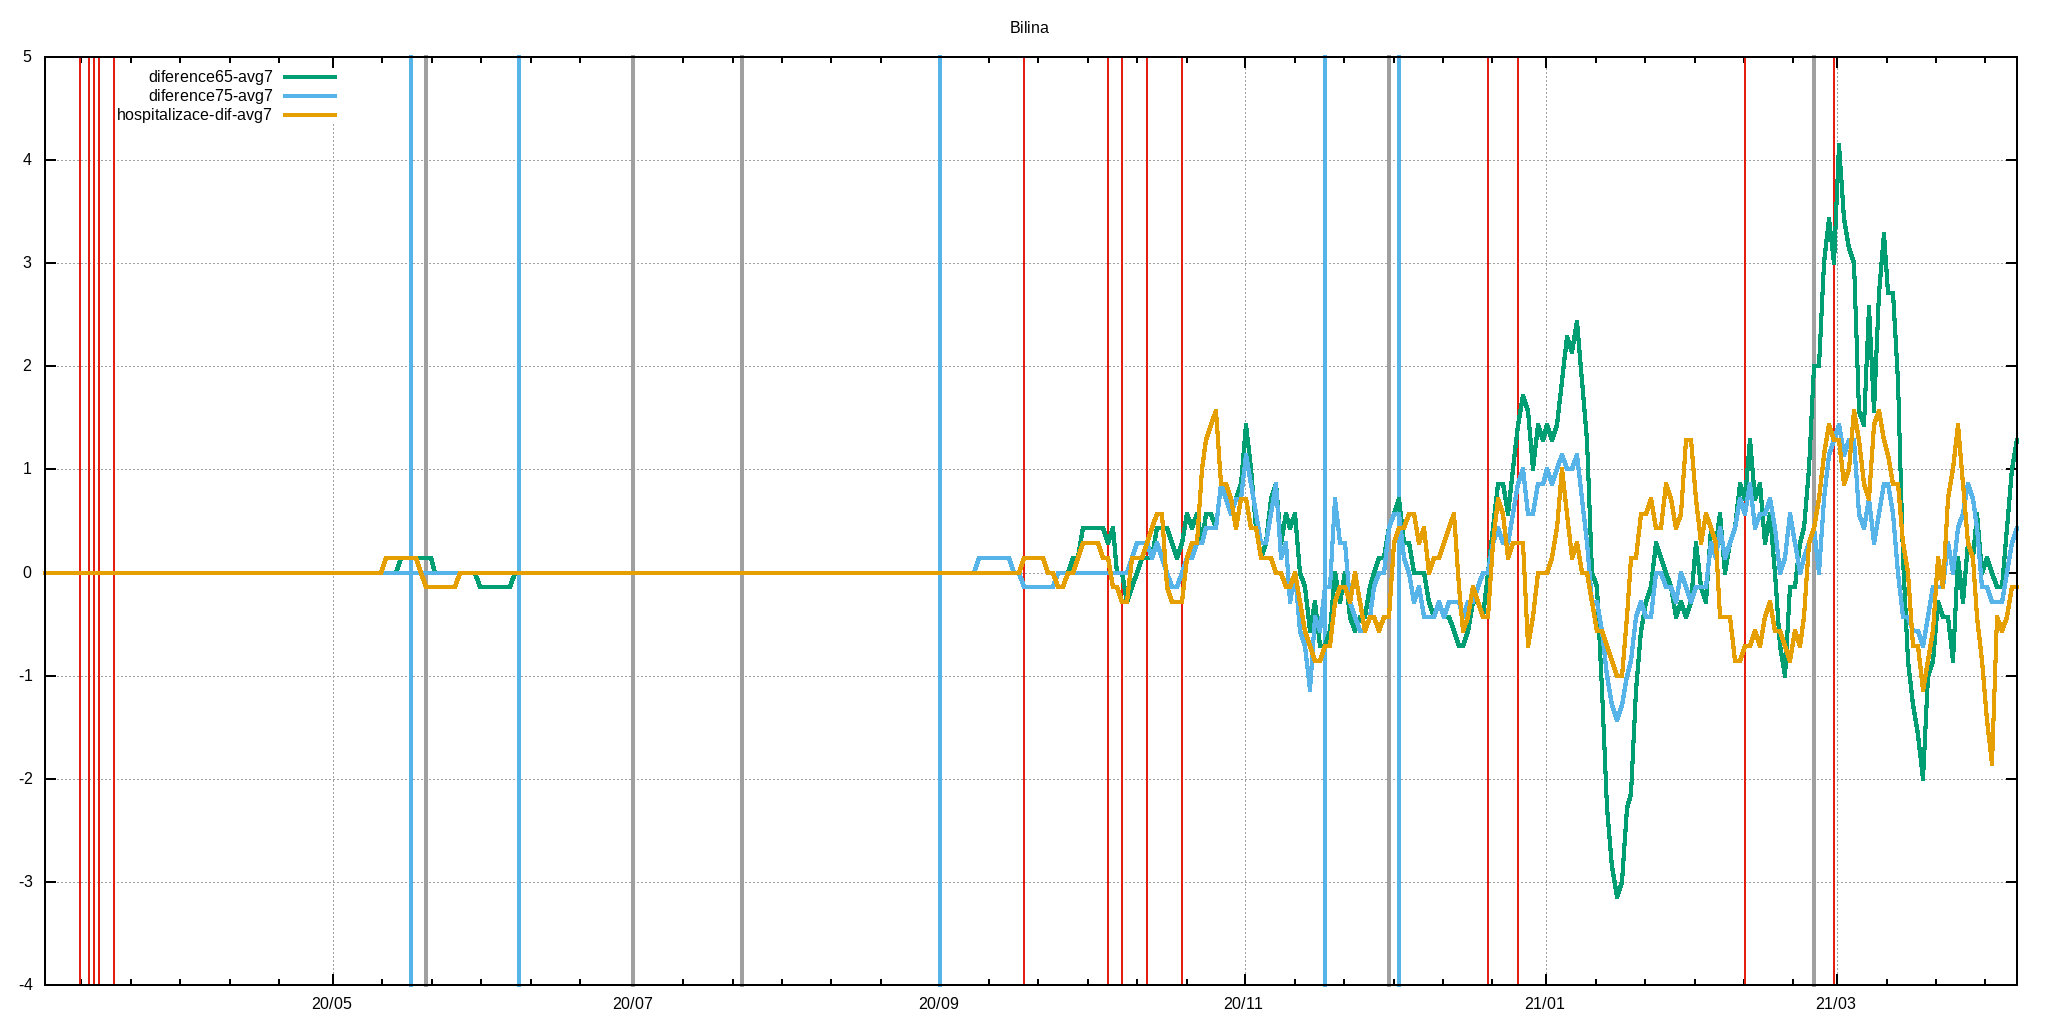 Bilina
5
diference65-avg7
diference75-avg7
hospitalizace-dif-avg7
4
3
2
1
0
-1
-2
-3
-4
20/05 20/07 20/09 20/11 21/01 21/03